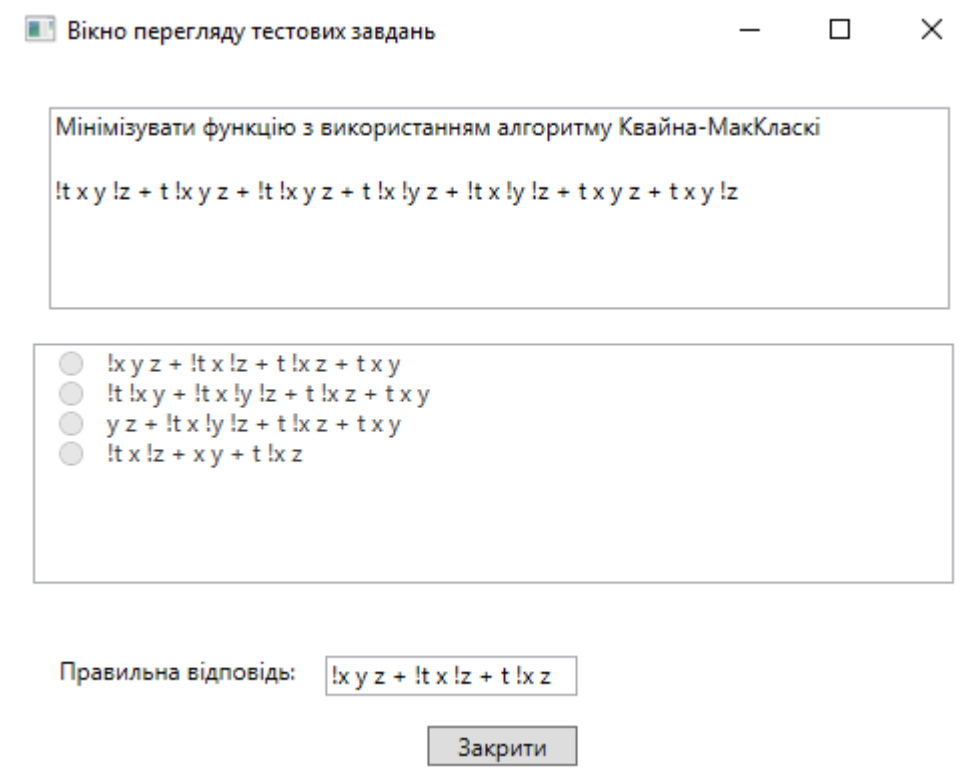 Вікно перегляду тестових завдань
Мінімізувати функцію з використанням алгоритму Квайна-МакКласкі
!t x y !z + t !x y z + !t !x y z + t !x !y z + !t x !y !z + t x y z + t x y !z
!x y z + !t x !z + t !x z + t x y
!t !x y + !t x !y !z + t !x z + t x y
y z + !t x !y !z + t !x z + t x y
!t x !z + x y + t !x z
Правильна відповідь: !x y z + !t x !z + t !x z
Закрити